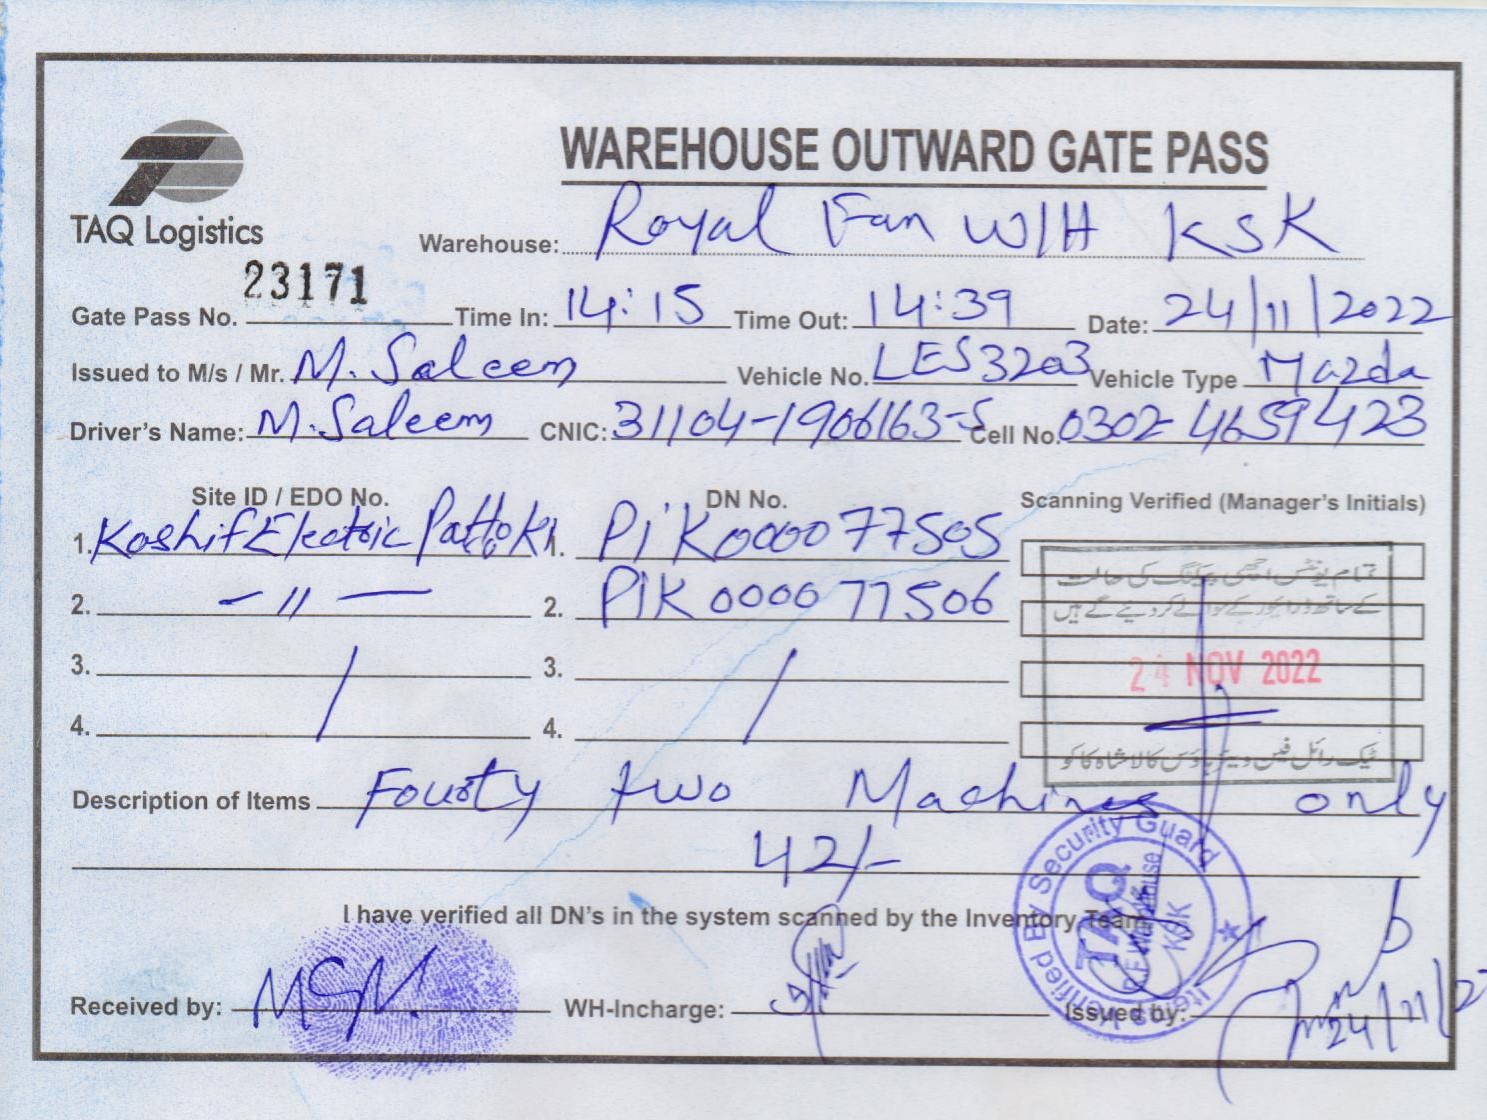 WAREHOUSE OUTWARD GATE PASS
TAQ Logistics
Warehouse: Royal Fan W/H KSK
Gate Pass No. 23171 Time In: 14:15 Time Out: 14:39 Date: 24/11/2022
Issued to M/s / Mr. M. Saleem Vehicle No. LES3203 Vehicle Type Mazda
Driver's Name: M. Saleem CNIC: 31104-1906163-5 Cell No. 0302-4659423
Site ID / EDO No. DN No. Scanning Verified (Manager's Initials)
1. Kashif Electric Pattoki 1. PiK000077505
تمام یونٹس اچھی پیکنگ کی حالت
2. -〃- 2. PIK000077506
کے ساتھ ڈرائیور کے حوالے کر دیئے گئے ہیں
3. 3.
24 NOV 2022
4. 4.
ٹیک رائل فین ویئر ہاؤس کالا شاہ کاکو
Description of Items Fourty two Machines only
42/-
I have verified all DN's in the system scanned by the Inventory Team
Items Verified By Security Guard
TAQ
R.F Warehouse
KSK
Received by: WH-Incharge: Issued by:
24/11/2